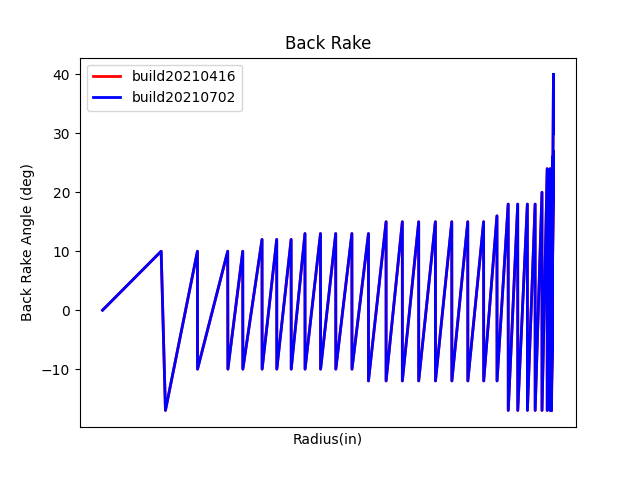 Back Rake
build20210416
build20210702
40
30
20
10
0
−10
Back Rake Angle (deg)
Radius(in)